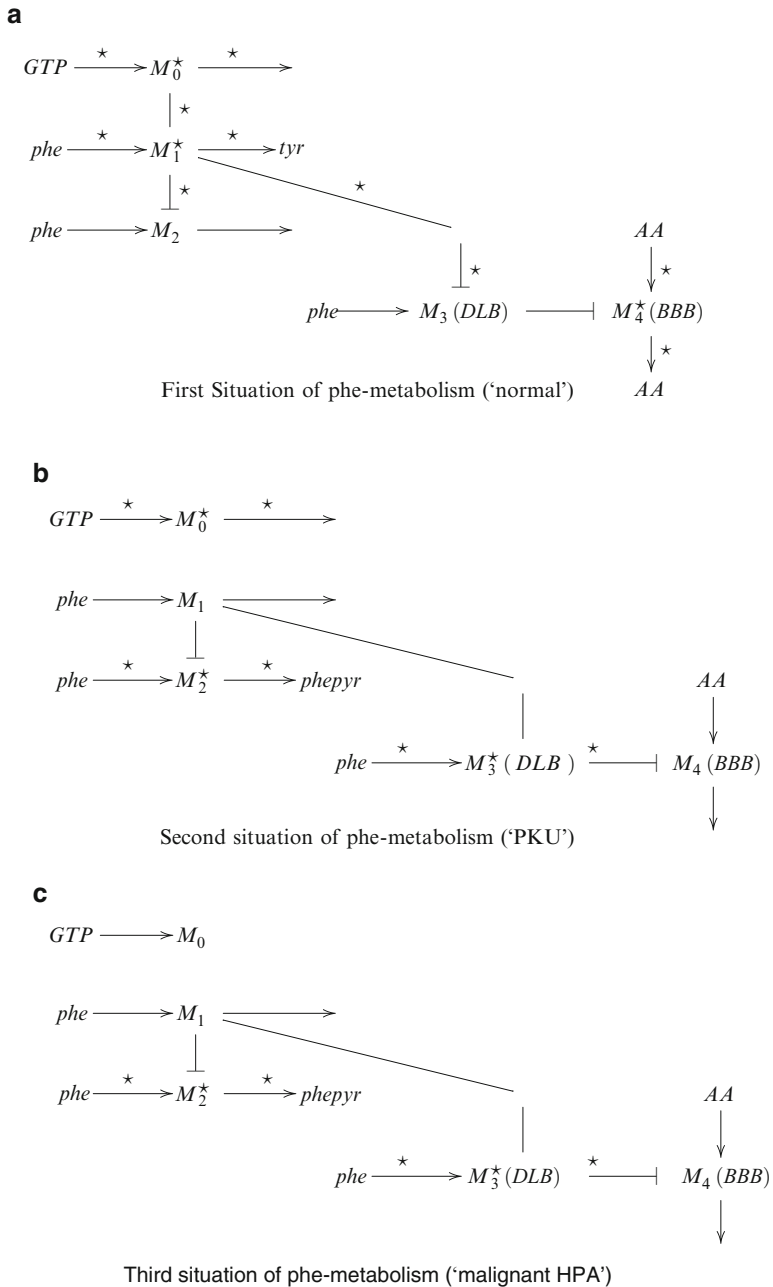 a
GTP ⋆ M₀⋆ ⋆
⋆
phe ⋆ M₁⋆ ⋆ tyr
⋆ ⋆
phe M₂ AA
⋆ ⋆
phe M₃ (DLB) M₄⋆ (BBB)
⋆
First Situation of phe-metabolism (‘normal’) AA
b
GTP ⋆ M₀⋆ ⋆
phe M₁
phe ⋆ M₂⋆ ⋆ phepyr AA
phe ⋆ M₃⋆ ( DLB ) ⋆ M₄ (BBB)
Second situation of phe-metabolism (‘PKU’)
c
GTP M₀
phe M₁
phe ⋆ M₂⋆ ⋆ phepyr AA
phe ⋆ M₃⋆ (DLB) ⋆ M₄ (BBB)
Third situation of phe-metabolism (‘malignant HPA’)